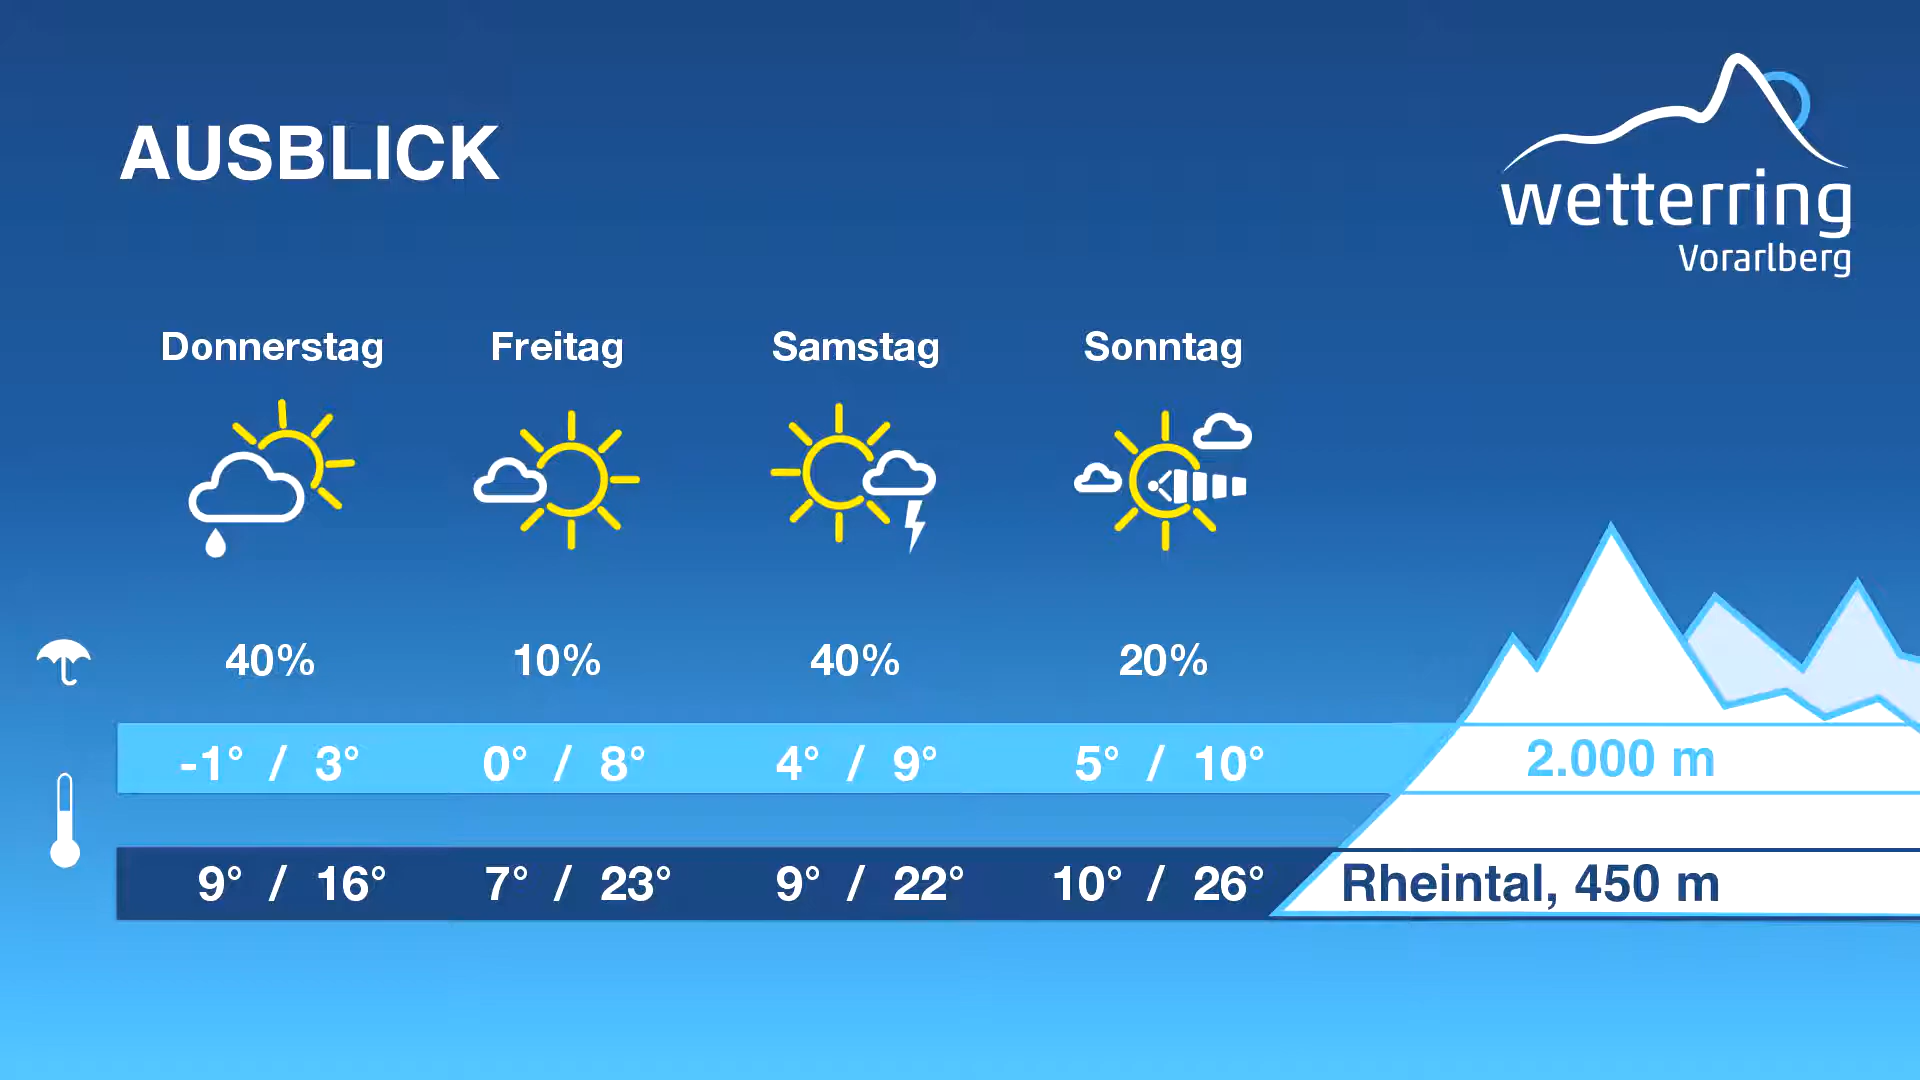 AUSBLICK
wetterring
Vorarlberg
Donnerstag Freitag Samstag Sonntag
40% 10% 40% 20%
-1° / 3° 0° / 8° 4° / 9° 5° / 10° 2.000 m
9° / 16° 7° / 23° 9° / 22° 10° / 26° Rheintal, 450 m